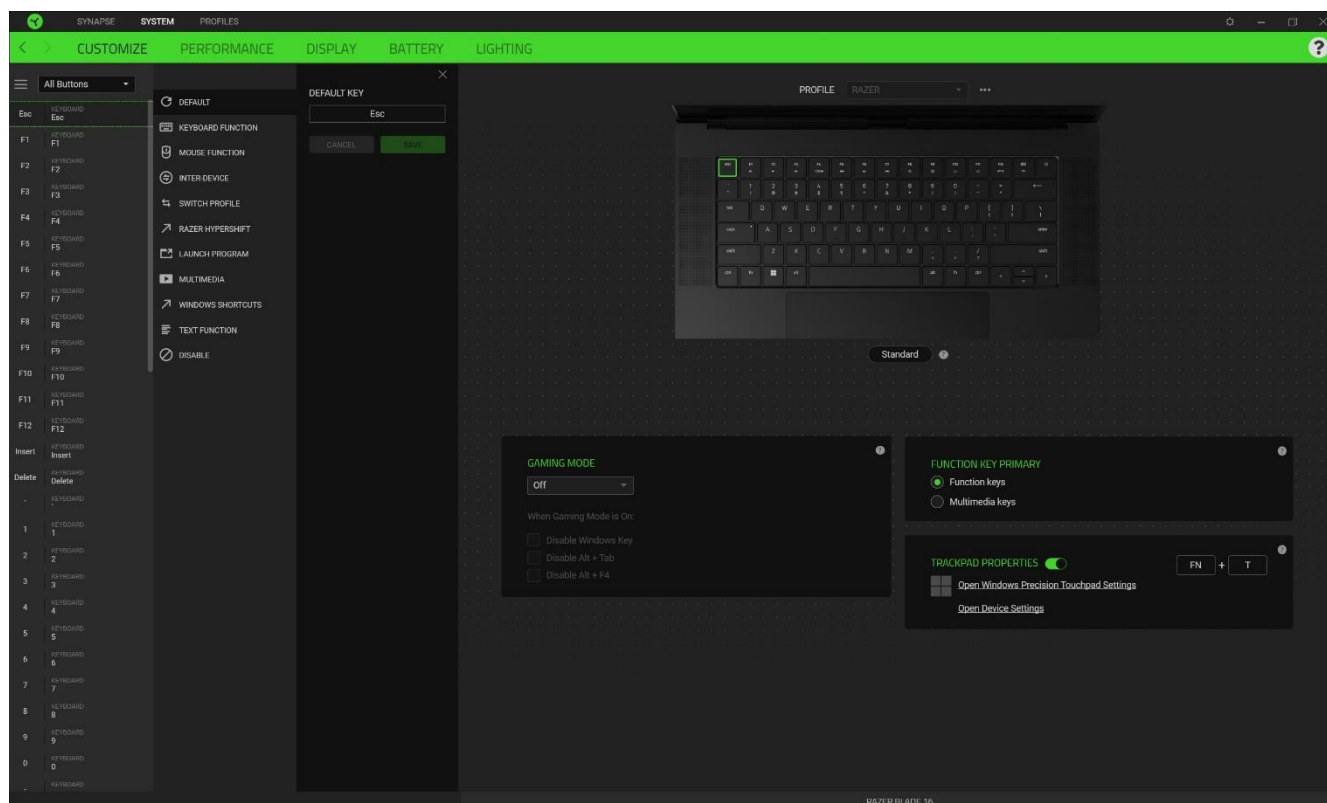 SYNAPSE SYSTEM PROFILES
CUSTOMIZE PERFORMANCE DISPLAY BATTERY LIGHTING
?
All Buttons
Esc KEYBOARD Esc
F1 KEYBOARD F1
F2 KEYBOARD F2
F3 KEYBOARD F3
F4 KEYBOARD F4
F5 KEYBOARD F5
F6 KEYBOARD F6
F7 KEYBOARD F7
F8 KEYBOARD F8
F9 KEYBOARD F9
F10 KEYBOARD F10
F11 KEYBOARD F11
F12 KEYBOARD F12
Insert KEYBOARD Insert
Delete KEYBOARD Delete
KEYBOARD
1 KEYBOARD 1
2 KEYBOARD 2
3 KEYBOARD 3
4 KEYBOARD 4
5 KEYBOARD 5
6 KEYBOARD 6
7 KEYBOARD 7
8 KEYBOARD 8
9 KEYBOARD 9
0 KEYBOARD 0
KEYBOARD
DEFAULT
KEYBOARD FUNCTION
MOUSE FUNCTION
INTER-DEVICE
SWITCH PROFILE
RAZER HYPERSHIFT
LAUNCH PROGRAM
MULTIMEDIA
WINDOWS SHORTCUTS
TEXT FUNCTION
DISABLE
DEFAULT KEY
Esc
CANCEL SAVE
PROFILE RAZER
Q W E R T Y U I O P
A S D F G H J K L
Z X C V B N M
Standard ?
GAMING MODE ?
Off
When Gaming Mode is On:
Disable Windows Key
Disable Alt + Tab
Disable Alt + F4
FUNCTION KEY PRIMARY ?
Function keys
Multimedia keys
TRACKPAD PROPERTIES FN + T ?
Open Windows Precision Touchpad Settings
Open Device Settings
RAZER BLADE 16